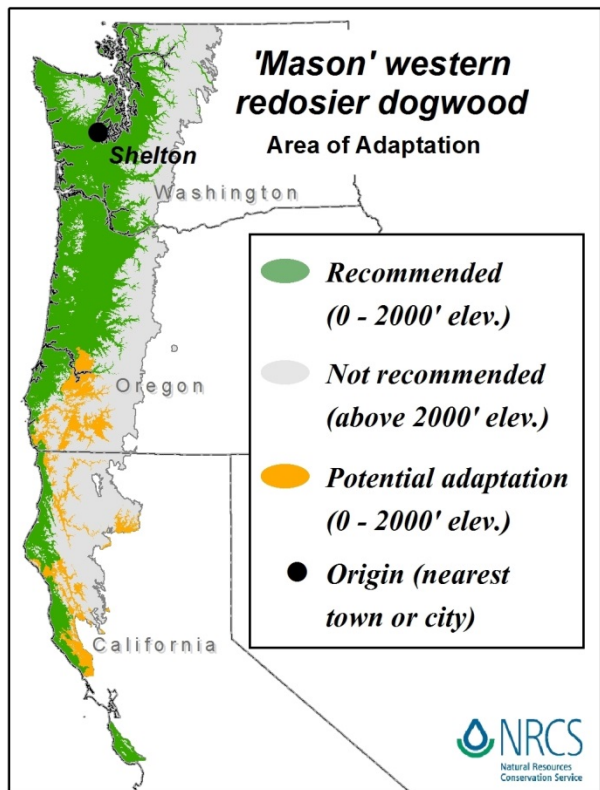 'Mason' western
redosier dogwood
Area of Adaptation
Shelton
Washington
Recommended
(0 - 2000' elev.)
Not recommended
(above 2000' elev.)
Oregon
Potential adaptation
(0 - 2000' elev.)
Origin (nearest
town or city)
California
NRCS
Natural Resources
Conservation Service